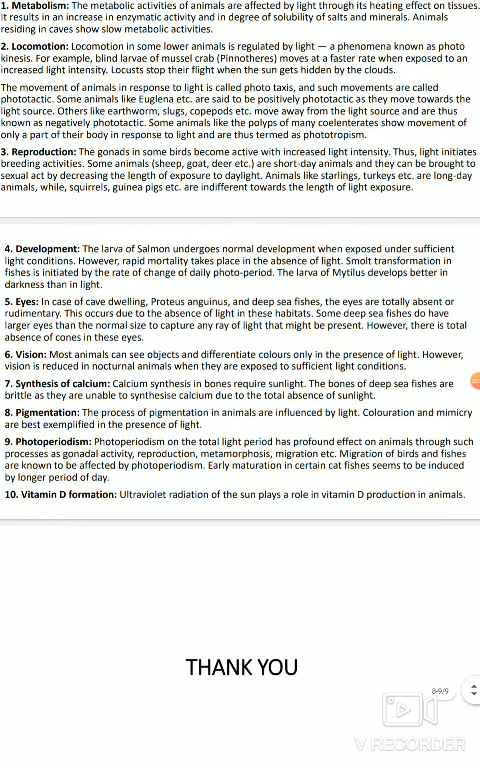 1. Metabolism: The metabolic activities of animals are affected by light through its heating effect on tissues.
It results in an increase in enzymatic activity and in degree of solubility of salts and minerals. Animals
residing in caves show slow metabolic activities.
2. Locomotion: Locomotion in some lower animals is regulated by light — a phenomenon known as photo
kinesis. For example, blind larvae of mussel crab (Pinnotheres) moves at a faster rate when exposed to an
increased light intensity. Locusts stop their flight when the sun gets hidden by the clouds.
The movement of animals in response to light is called photo taxis, and such movements are called
phototactic. Some animals like Euglena etc. are said to be positively phototactic as they move towards the
light source. Others like earthworm, slugs, copepods etc. move away from the light source and are thus
known as negatively phototactic. Some animals like the polyps of many coelenterates show movement of
only a part of their body in response to light and are thus termed as phototropism.
3. Reproduction: The gonads in some birds become active with increased light intensity. Thus, light initiates
breeding activities. Some animals (sheep, goat, deer etc.) are short-day animals and they can be brought to
sexual act by decreasing the length of exposure to daylight. Animals like starlings, turkeys etc. are long-day
animals, while, squirrels, guinea pigs etc. are indifferent towards the length of light exposure.
4. Development: The larva of Salmon undergoes normal development when exposed under sufficient
light conditions. However, rapid mortality takes place in the absence of light. Smolt transformation in
fishes is initiated by the rate of change of daily photo-period. The larva of Mytilus develops better in
darkness than in light.
5. Eyes: In case of cave dwelling, Proteus anguinus, and deep sea fishes, the eyes are totally absent or
rudimentary. This occurs due to the absence of light in these habitats. Some deep sea fishes do have
larger eyes than the normal size to capture any ray of light that might be present. However, there is total
absence of cones in these eyes.
6. Vision: Most animals can see objects and differentiate colours only in the presence of light. However,
vision is reduced in nocturnal animals when they are exposed to sufficient light conditions.
7. Synthesis of calcium: Calcium synthesis in bones require sunlight. The bones of deep sea fishes are
brittle as they are unable to synthesise calcium due to the total absence of sunlight.
8. Pigmentation: The process of pigmentation in animals are influenced by light. Colouration and mimicry
are best exemplified in the presence of light.
9. Photoperiodism: Photoperiodism on the total light period has profound effect on animals through such
processes as gonadal activity, reproduction, metamorphosis, migration etc. Migration of birds and fishes
are known to be affected by photoperiodism. Early maturation in certain cat fishes seems to be induced
by longer period of day.
10. Vitamin D formation: Ultraviolet radiation of the sun plays a role in vitamin D production in animals.
THANK YOU
8-9/9
V RECORDER